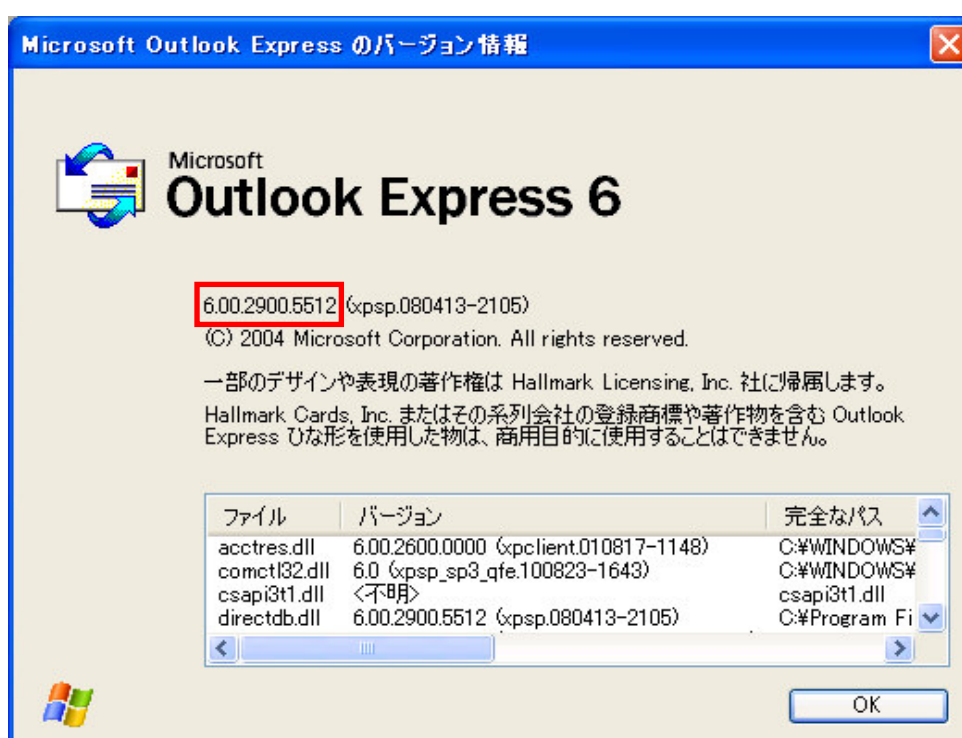 Microsoft Outlook Express のバージョン情報
Microsoft
Outlook Express 6
6.00.2900.5512 (xpsp.080413-2105)
(C) 2004 Microsoft Corporation. All rights reserved.
一部のデザインや表現の著作権は Hallmark Licensing, Inc. 社に帰属します。
Hallmark Cards, Inc. またはその系列会社の登録商標や著作物を含む Outlook
Express ひな形を使用した物は、商用目的に使用することはできません。
ファイル バージョン 完全なパス
acctres.dll 6.00.2600.0000 (xpclient.010817-1148) C:¥WINDOWS¥
comctl32.dll 6.0 (xpsp_sp3_qfe.100823-1643) C:¥WINDOWS¥
csapi3t1.dll <不明> csapi3t1.dll
directdb.dll 6.00.2900.5512 (xpsp.080413-2105) C:¥Program Fi
OK